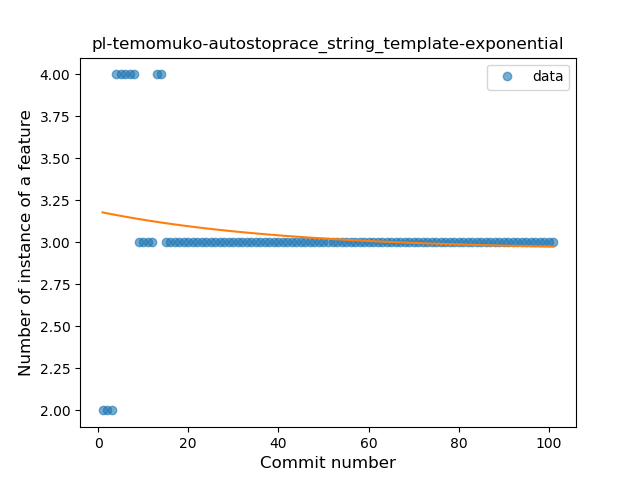 pl-temomuko-autostoprace_string_template-exponential
data
Number of instance of a feature
4.00
3.75
3.50
3.25
3.00
2.75
2.50
2.25
2.00
0 20 40 60 80 100
Commit number